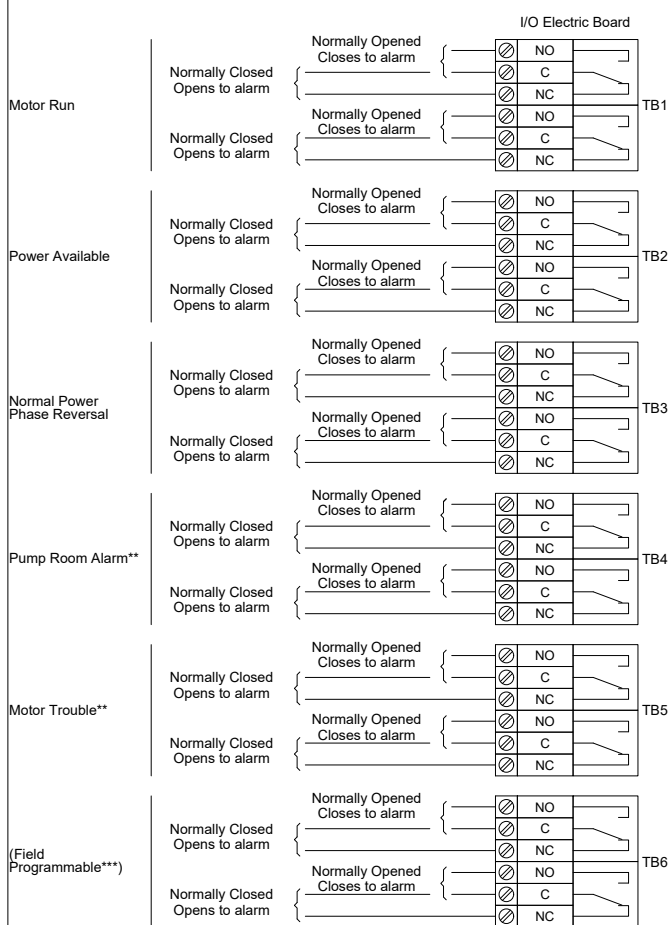 I/O Electric Board
Motor Run
Normally Opened
Closes to alarm
Normally Closed
Opens to alarm
NO
C
NC
Normally Opened
Closes to alarm
Normally Closed
Opens to alarm
NO
C
NC
TB1
Power Available
Normally Opened
Closes to alarm
Normally Closed
Opens to alarm
NO
C
NC
Normally Opened
Closes to alarm
Normally Closed
Opens to alarm
NO
C
NC
TB2
Normal Power
Phase Reversal
Normally Opened
Closes to alarm
Normally Closed
Opens to alarm
NO
C
NC
Normally Opened
Closes to alarm
Normally Closed
Opens to alarm
NO
C
NC
TB3
Pump Room Alarm**
Normally Opened
Closes to alarm
Normally Closed
Opens to alarm
NO
C
NC
Normally Opened
Closes to alarm
Normally Closed
Opens to alarm
NO
C
NC
TB4
Motor Trouble**
Normally Opened
Closes to alarm
Normally Closed
Opens to alarm
NO
C
NC
Normally Opened
Closes to alarm
Normally Closed
Opens to alarm
NO
C
NC
TB5
(Field
Programmable***)
Normally Opened
Closes to alarm
Normally Closed
Opens to alarm
NO
C
NC
Normally Opened
Closes to alarm
Normally Closed
Opens to alarm
NO
C
NC
TB6